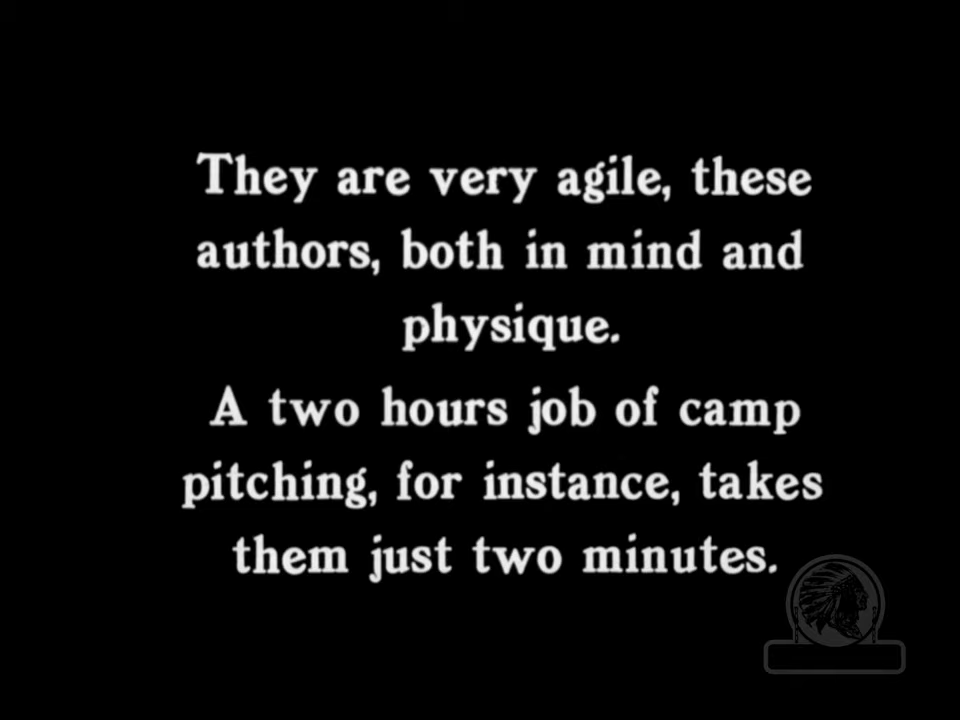 They are very agile, these
authors, both in mind and
physique.
A two hours job of camp
pitching, for instance, takes
them just two minutes.